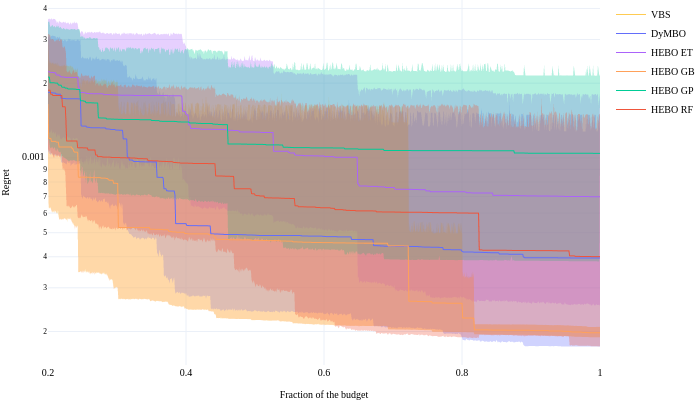 4
3
2
0.001
9
8
7
6
5
4
3
2
0.2
0.4
0.6
0.8
1
Fraction of the budget
Regret
VBS
DyMBO
HEBO ET
HEBO GB
HEBO GP
HEBO RF